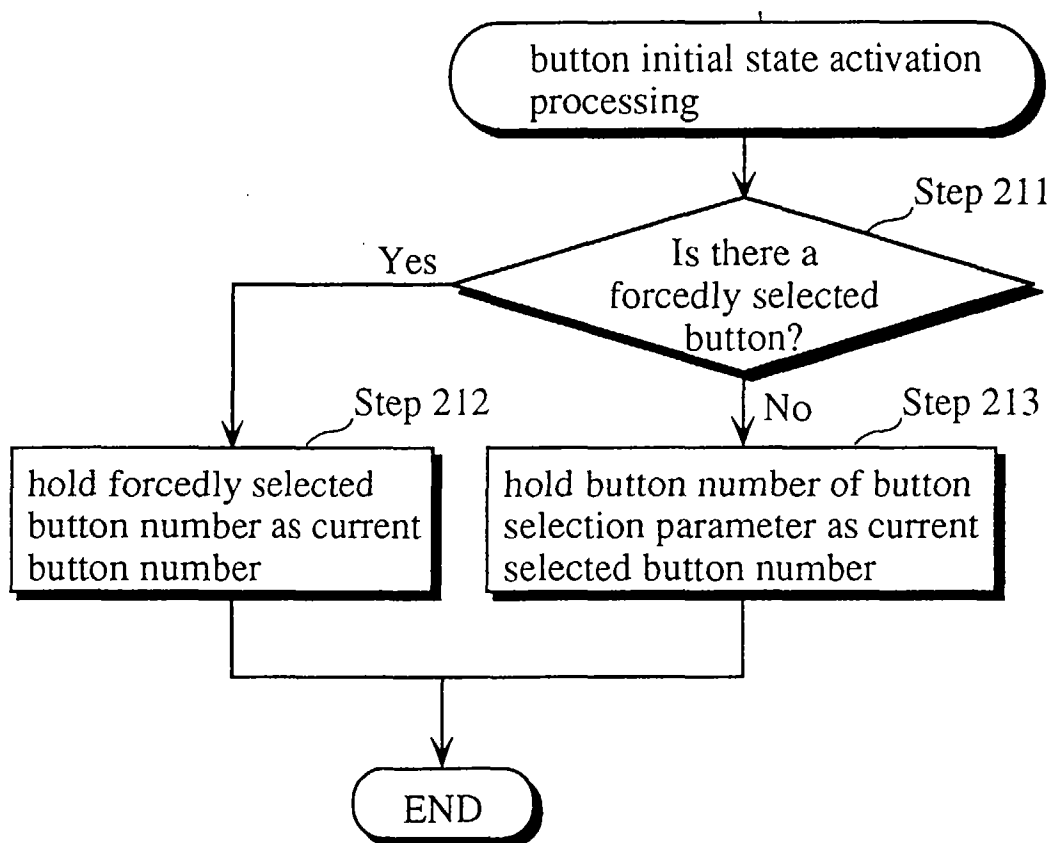 button initial state activation
processing
Step 211
Yes
Is there a
forcedly selected
button?
Step 212
No
Step 213
hold forcedly selected
button number as current
button number
hold button number of button
selection parameter as current
selected button number
END